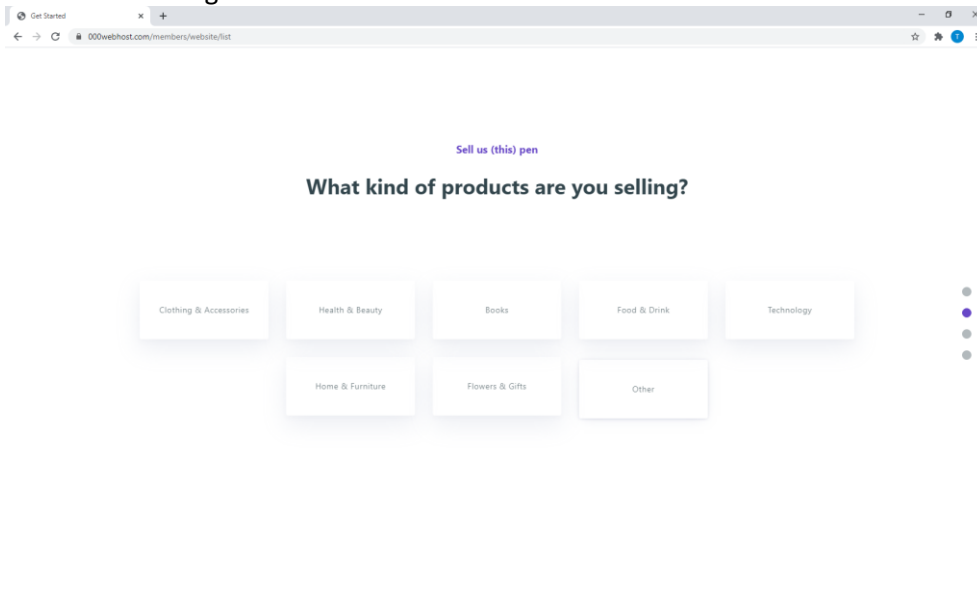 Get Started
000webhost.com/members/website/list
T
Sell us (this) pen
What kind of products are you selling?
Clothing & Accessories
Health & Beauty
Books
Food & Drink
Technology
Home & Furniture
Flowers & Gifts
Other